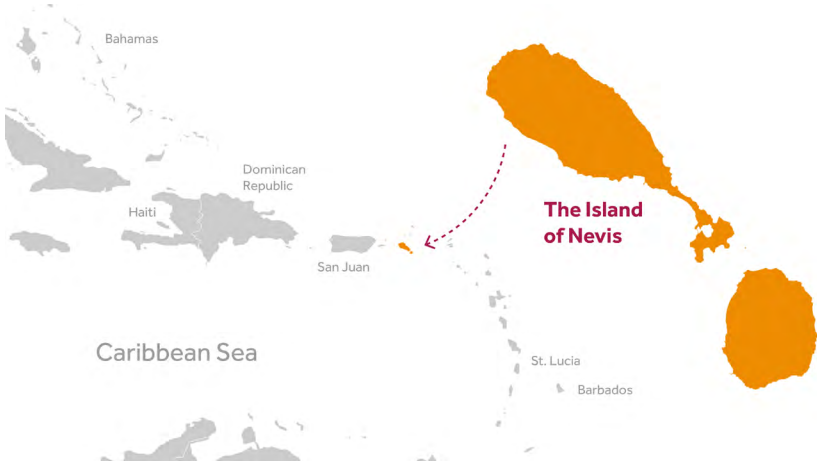 Bahamas
Dominican
Republic
Haiti
San Juan
The Island
of Nevis
Caribbean Sea
St. Lucia
Barbados